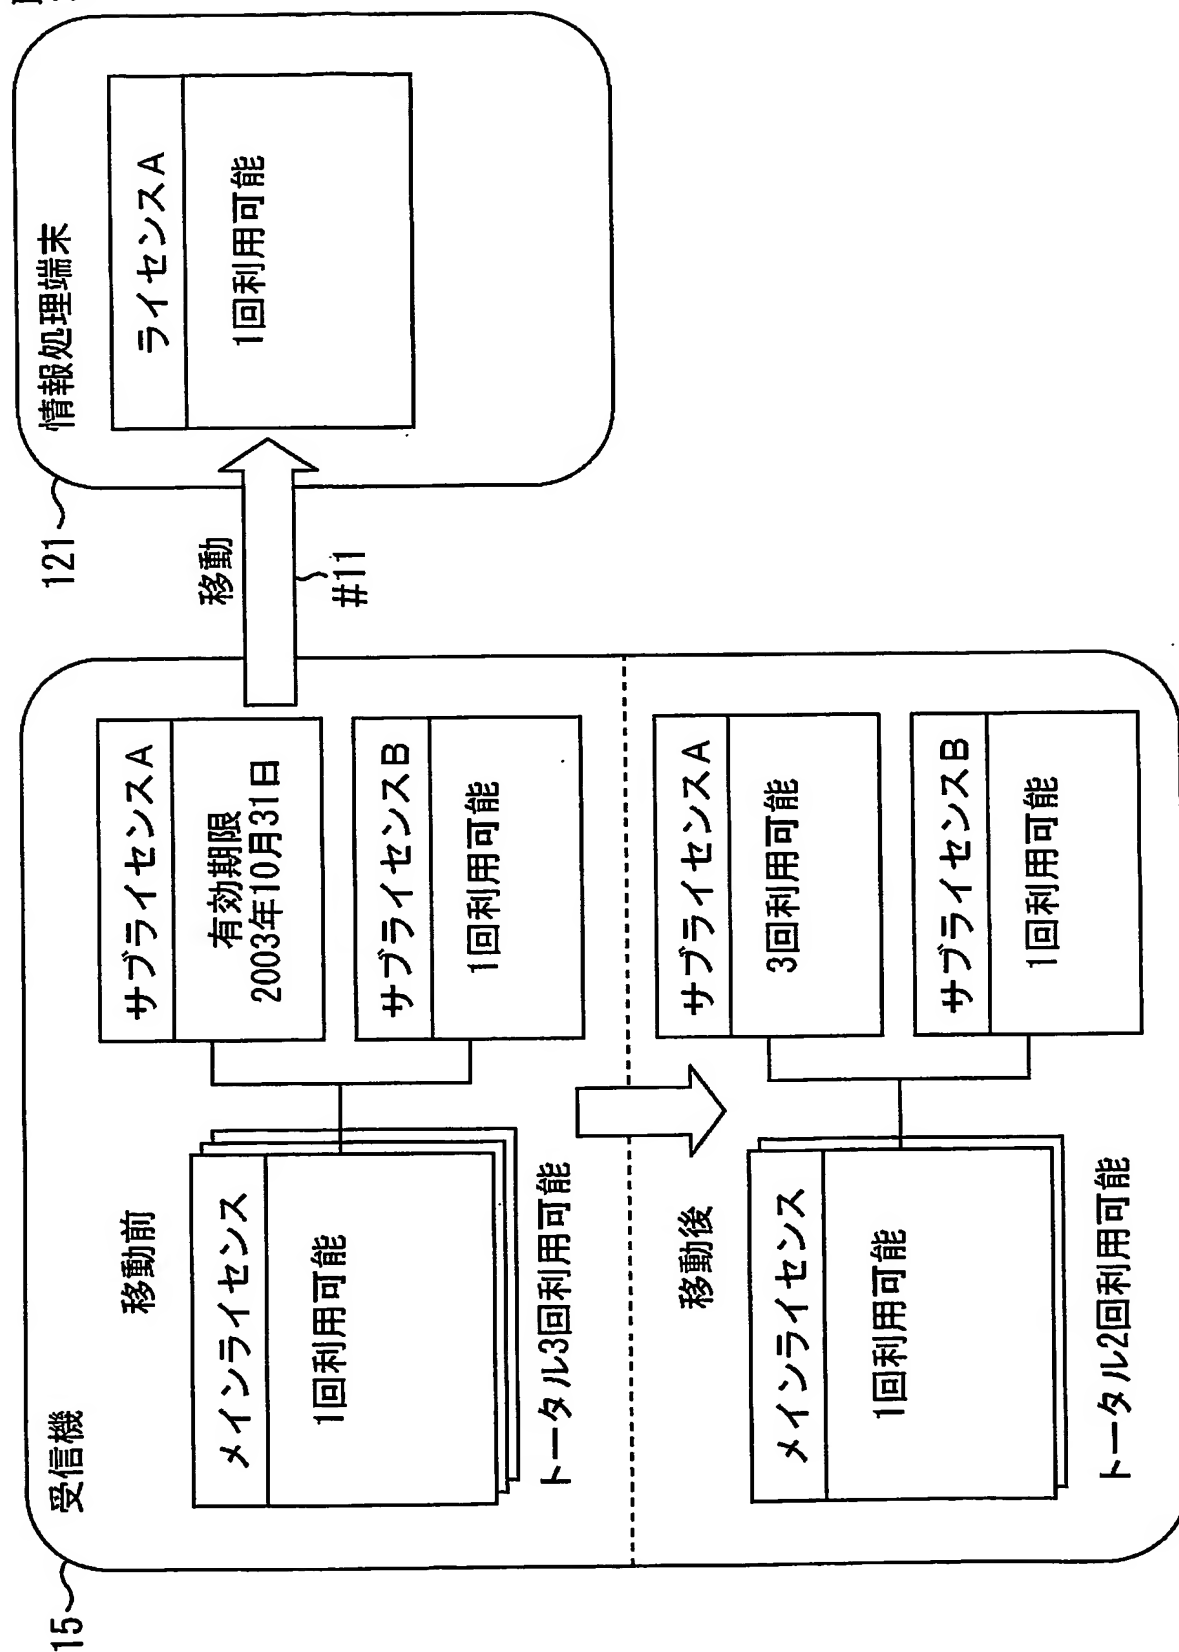 15
受信機
移動前
メインライセンス
1回利用可能
トータル3回利用可能
サブライセンスA
有効期限
2003年10月31日
サブライセンスB
1回利用可能
移動後
メインライセンス
1回利用可能
トータル2回利用可能
サブライセンスA
3回利用可能
サブライセンスB
1回利用可能
移動
#11
121
情報処理端末
ライセンスA
1回利用可能